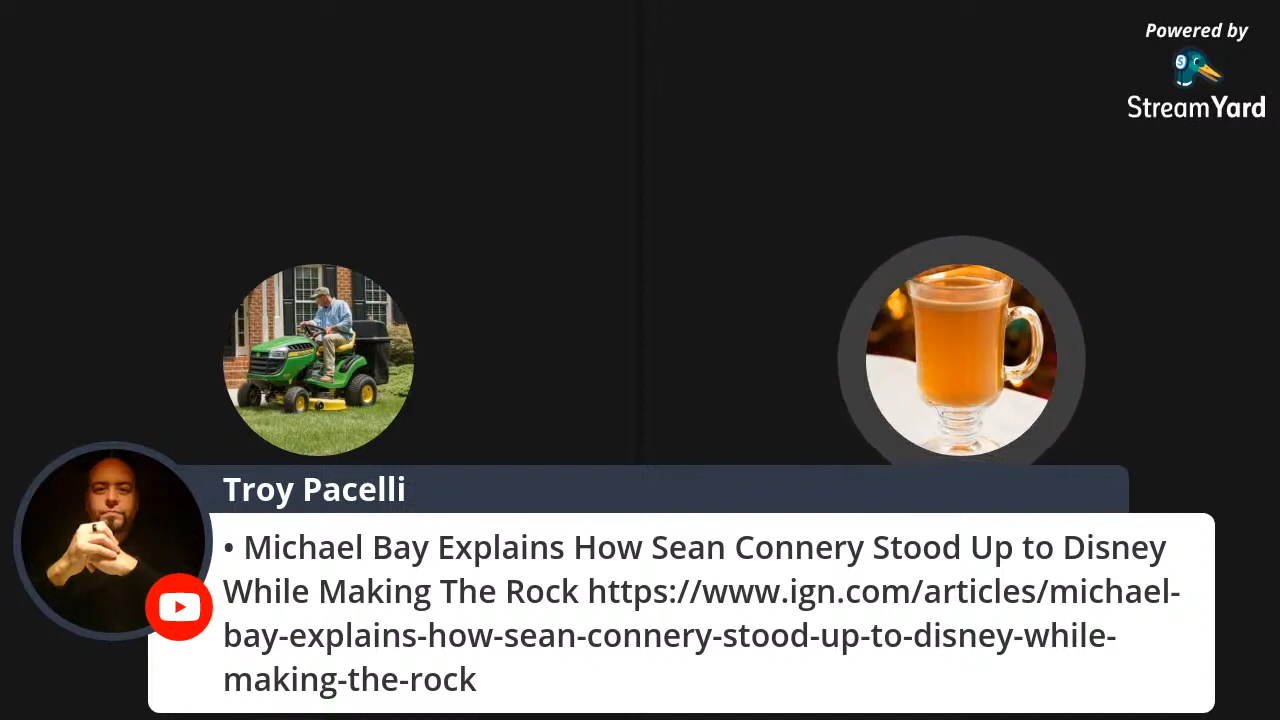 Powered by
StreamYard
Troy Pacelli
• Michael Bay Explains How Sean Connery Stood Up to Disney
While Making The Rock https://www.ign.com/articles/michael-
bay-explains-how-sean-connery-stood-up-to-disney-while-
making-the-rock